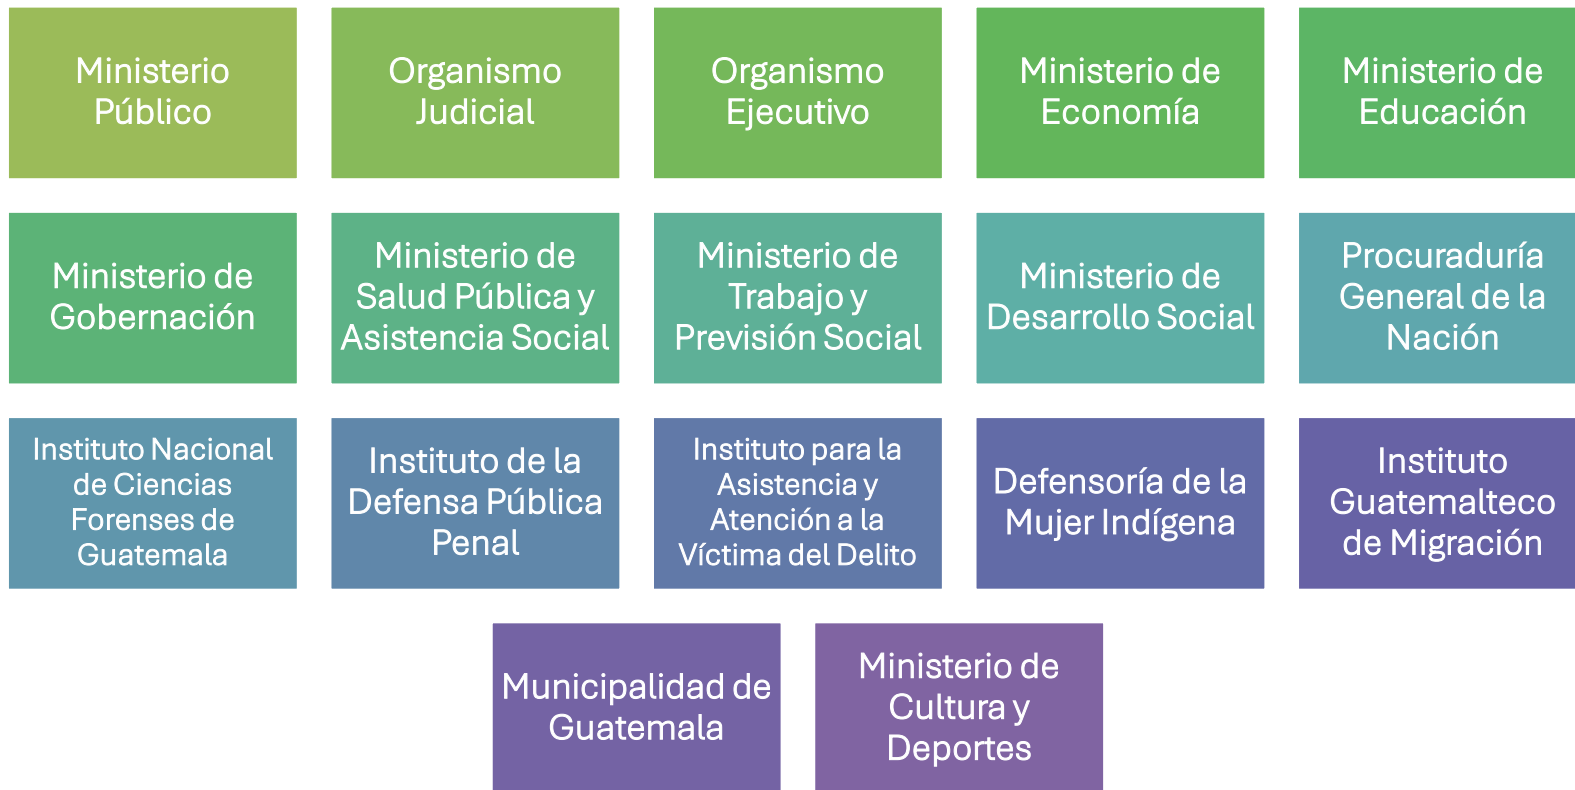 Ministerio
Público
Organismo
Judicial
Organismo
Ejecutivo
Ministerio de
Economía
Ministerio de
Educación
Ministerio de
Gobernación
Ministerio de
Salud Pública y
Asistencia Social
Ministerio de
Trabajo y
Previsión Social
Ministerio de
Desarrollo Social
Procuraduría
General de la
Nación
Instituto Nacional
de Ciencias
Forenses de
Guatemala
Instituto de la
Defensa Pública
Penal
Instituto para la
Asistencia y
Atención a la
Víctima del Delito
Defensoría de la
Mujer Indígena
Instituto
Guatemalteco
de Migración
Municipalidad de
Guatemala
Ministerio de
Cultura y
Deportes